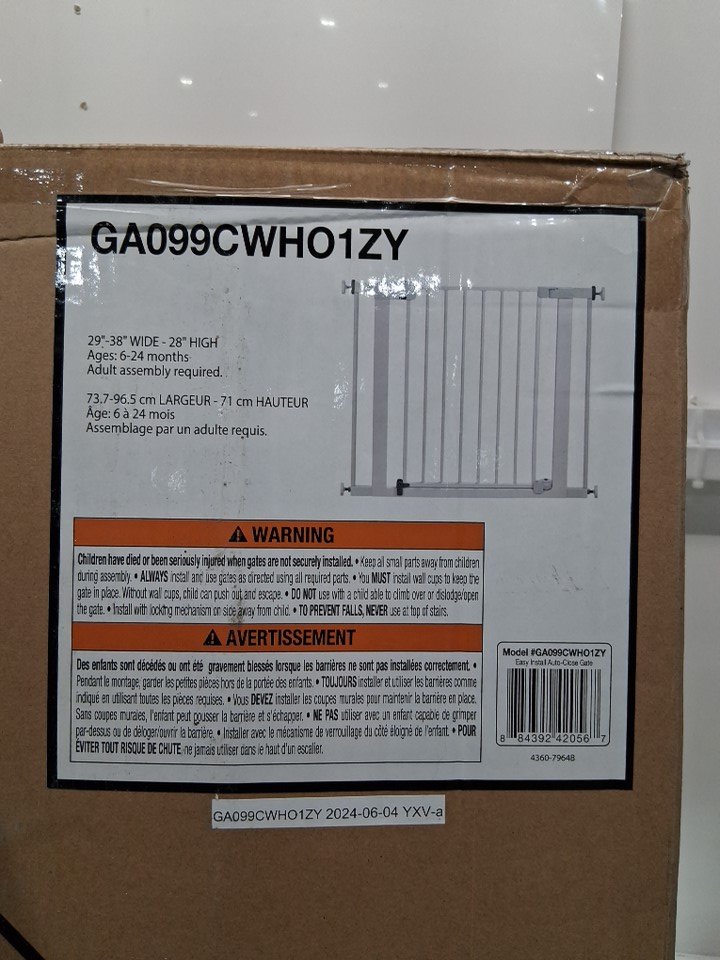 GA099CWHO1ZY
29"-38" WIDE - 28" HIGH
Ages: 6-24 months
Adult assembly required.
73.7-96.5 cm LARGEUR - 71 cm HAUTEUR
Âge: 6 à 24 mois
Assemblage par un adulte requis.
WARNING
Children have died or been seriously injured when gates are not securely installed. • Keep all small parts away from children
during assembly. • ALWAYS install and use gates as directed using all required parts. • You MUST install wall cups to keep the
gate in place. Without wall cups, child can push out and escape. • DO NOT use with a child able to climb over or dislodge/open
the gate. • Install with locking mechanism on side away from child. • TO PREVENT FALLS, NEVER use at top of stairs.
AVERTISSEMENT
Des enfants sont décédés ou ont été gravement blessés lorsque les barrières ne sont pas installées correctement. •
Pendant le montage, garder les petites pièces hors de la portée des enfants. • TOUJOURS installer et utiliser les barrières comme
indiqué en utilisant toutes les pièces requises. • Vous DEVEZ installer les coupes murales pour maintenir la barrière en place.
Sans coupes murales, l'enfant peut pousser la barrière et s'échapper. • NE PAS utiliser avec un enfant capable de grimper
par-dessus ou de déloger/ouvrir la barrière. • Installer avec le mécanisme de verrouillage du côté éloigné de l'enfant. • POUR
ÉVITER TOUT RISQUE DE CHUTE, ne jamais utiliser dans le haut d'un escalier.
Model #GA099CWHO1ZY
Easy Install Auto-Close Gate
8 84392 42056 7
4360-7964B
GA099CWHO1ZY 2024-06-04 YXV-a